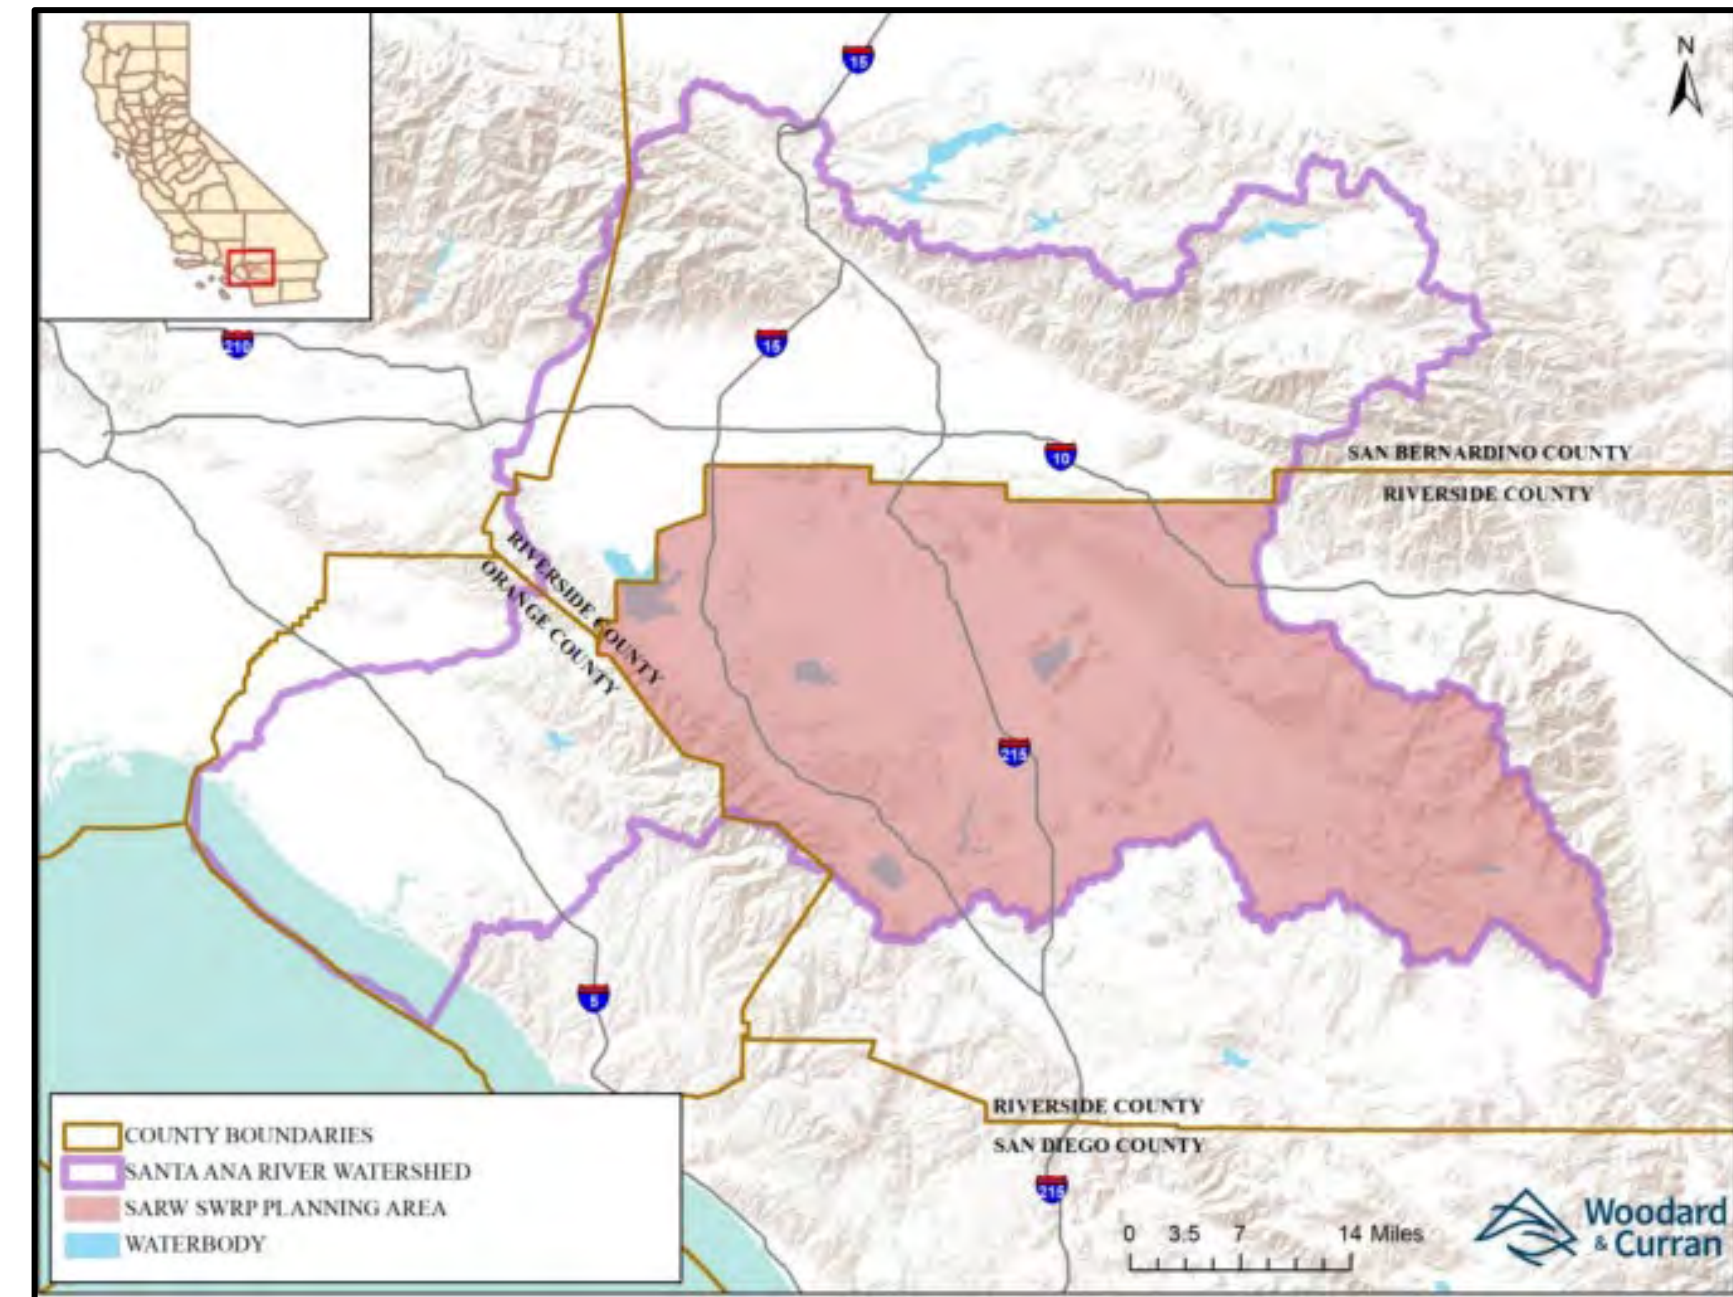 N
15
210
15
10
SAN BERNARDINO COUNTY
RIVERSIDE COUNTY
RIVERSIDE COUNTY
ORANGE COUNTY
215
5
RIVERSIDE COUNTY
SAN DIEGO COUNTY
215
COUNTY BOUNDARIES
SANTA ANA RIVER WATERSHED
SARW SWRP PLANNING AREA
WATERBODY
0 3.5 7 14 Miles
Woodard
& Curran